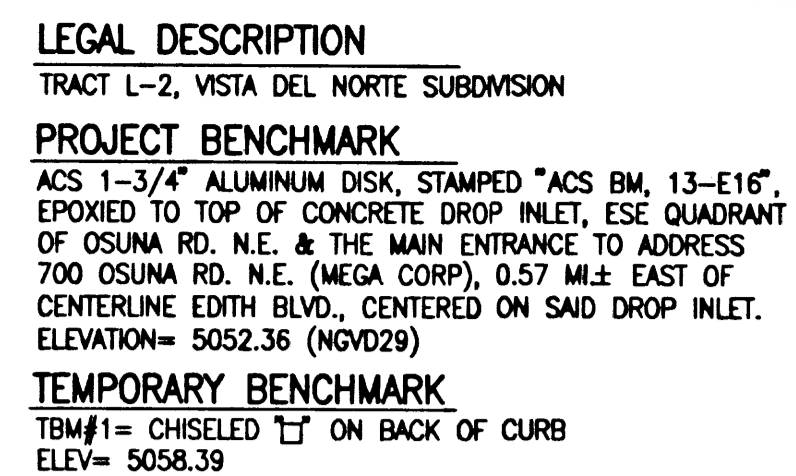 LEGAL DESCRIPTION
TRACT L-2, VISTA DEL NORTE SUBDIVISION
PROJECT BENCHMARK
ACS 1-3/4" ALUMINUM DISK, STAMPED "ACS BM, 13-E16",
EPOXIED TO TOP OF CONCRETE DROP INLET, ESE QUADRANT
OF OSUNA RD. N.E. & THE MAIN ENTRANCE TO ADDRESS
700 OSUNA RD. N.E. (MEGA CORP), 0.57 MI.± EAST OF
CENTERLINE EDITH BLVD., CENTERED ON SAID DROP INLET.
ELEVATION= 5052.36 (NGVD29)
TEMPORARY BENCHMARK
TBM#1= CHISELED "□" ON BACK OF CURB
ELEV= 5058.39